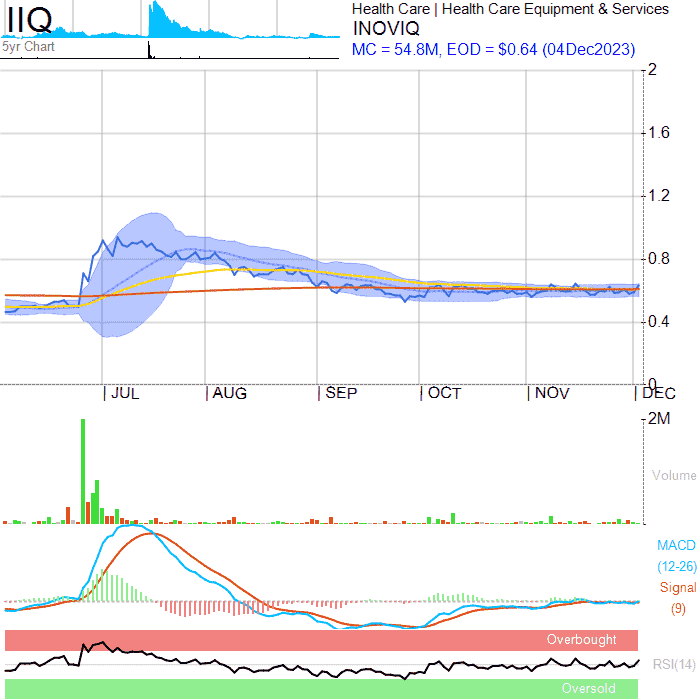 IIQ
5yr Chart
Health Care | Health Care Equipment & Services
INOVIQ
MC = 54.8M, EOD = $0.64 (04Dec2023)
2
1.6
1.2
0.8
0.4
0
JUL AUG SEP OCT NOV DEC
2M
Volume
MACD
(12-26)
Signal
(9)
Overbought
RSI(14)
Oversold